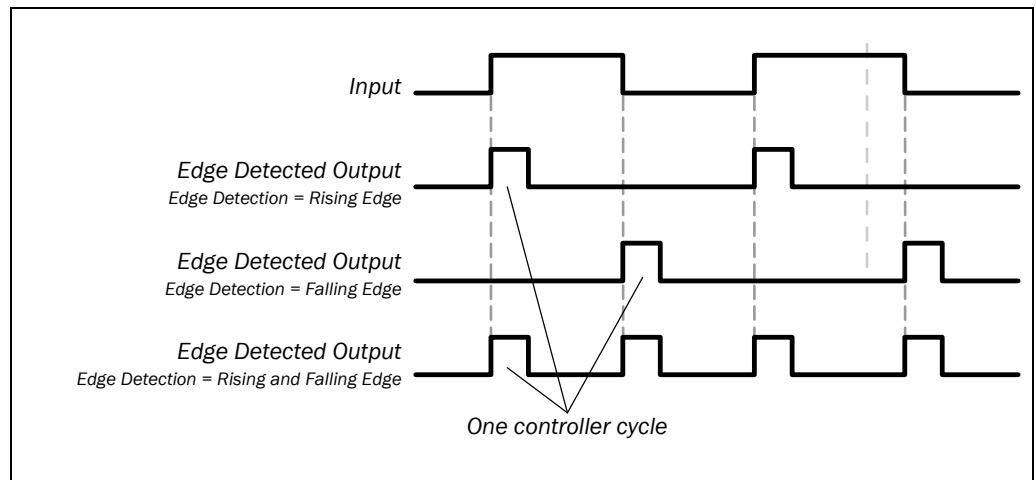 Input
Edge Detected Output
Edge Detection = Rising Edge
Edge Detected Output
Edge Detection = Falling Edge
Edge Detected Output
Edge Detection = Rising and Falling Edge
One controller cycle